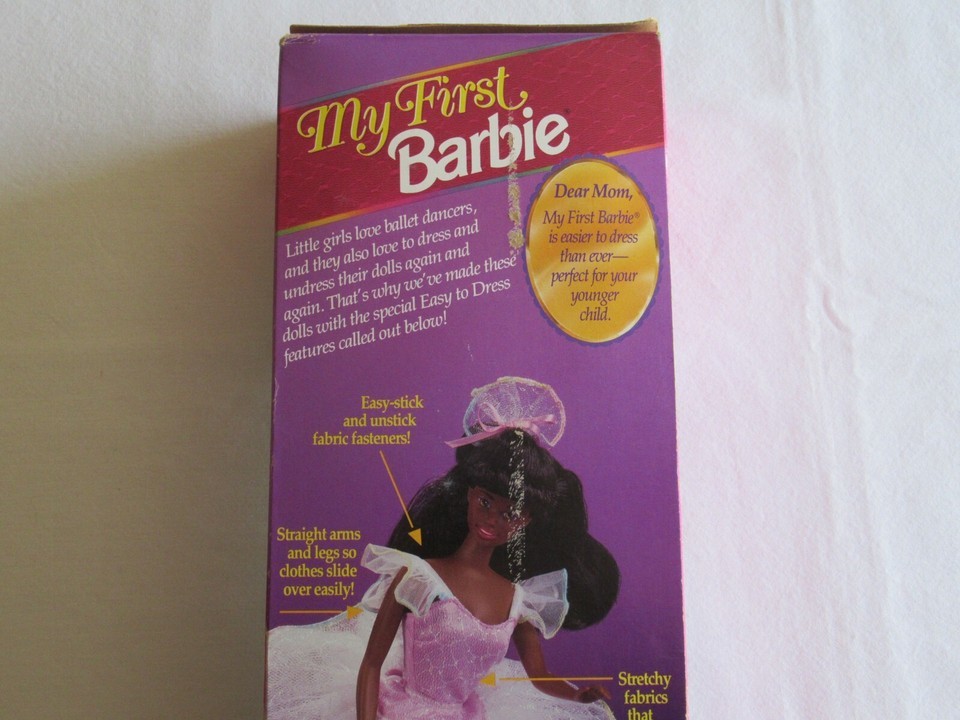 My First
Barbie
Dear Mom,
My First Barbie®
is easier to dress
than ever—
perfect for your
younger
child.
Little girls love ballet dancers,
and they also love to dress and
undress their dolls again and
again. That's why we've made these
dolls with the special Easy to Dress
features called out below!
Easy-stick
and unstick
fabric fasteners!
Straight arms
and legs so
clothes slide
over easily!
Stretchy
fabrics
that